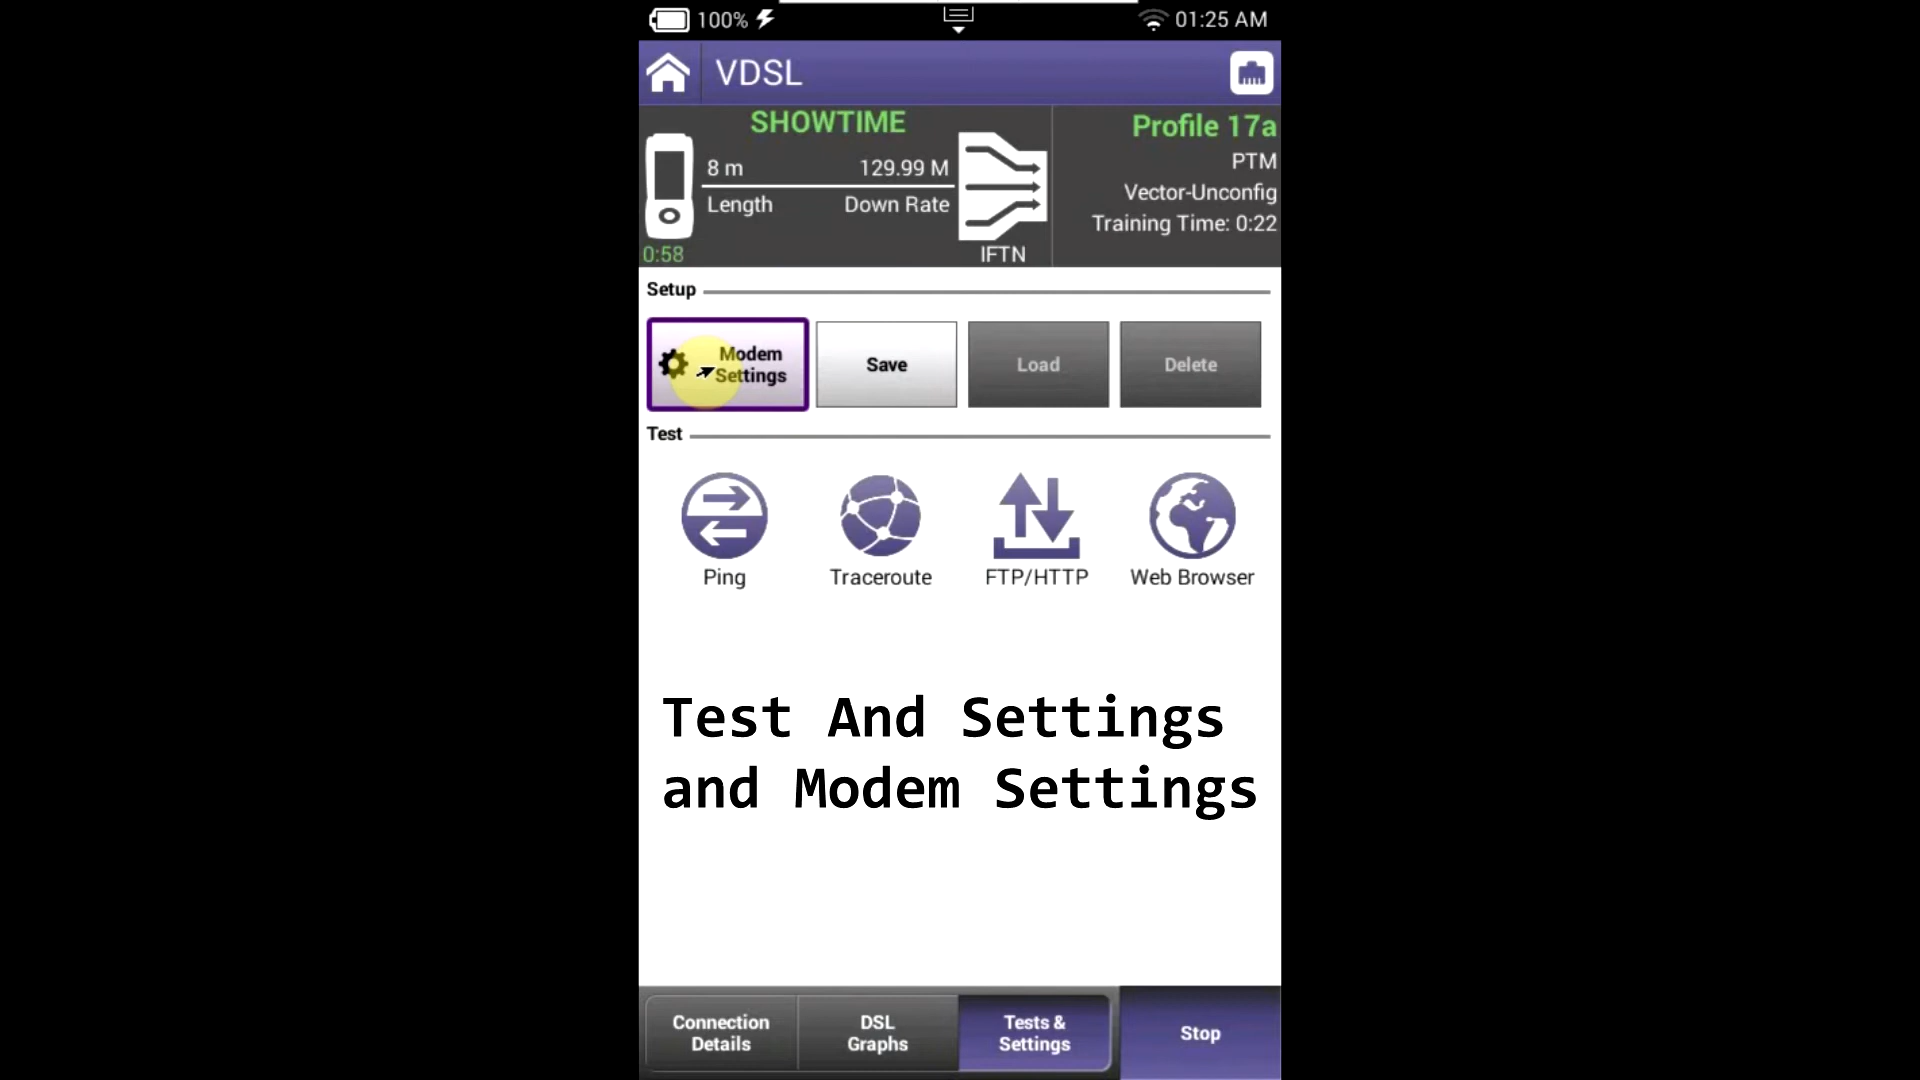 100% 01:25 AM
VDSL
SHOWTIME
Profile 17a
8 m 129.99 M
PTM
Length Down Rate
Vector-Unconfig
Training Time: 0:22
0:58
IFTN
Setup
Modem
Settings
Save
Load
Delete
Test
Ping
Traceroute
FTP/HTTP
Web Browser
Test And Settings
and Modem Settings
Connection
Details
DSL
Graphs
Tests &
Settings
Stop